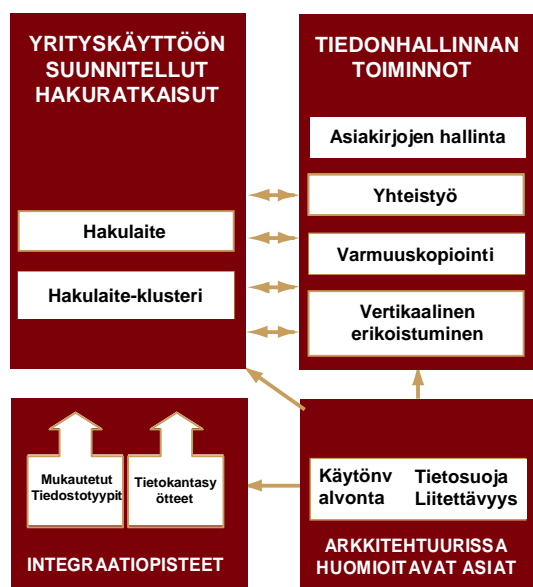 YRITYSKÄYTTÖÖN
SUUNNITELLUT
HAKURATKAISUT
Hakulaite
Hakulaite-klusteri
TIEDONHALLINNAN
TOIMINNOT
Asiakirjojen hallinta
Yhteistyö
Varmuuskopiointi
Vertikaalinen
erikoistuminen
Mukautetut
Tiedostotyypit
Tietokantasy
ötteet
INTEGRAATIOPISTEET
Käytönv
alvonta
Tietosuoja
Liitettävyys
ARKKITEHTUURISSA
HUOMIOITAVAT ASIAT